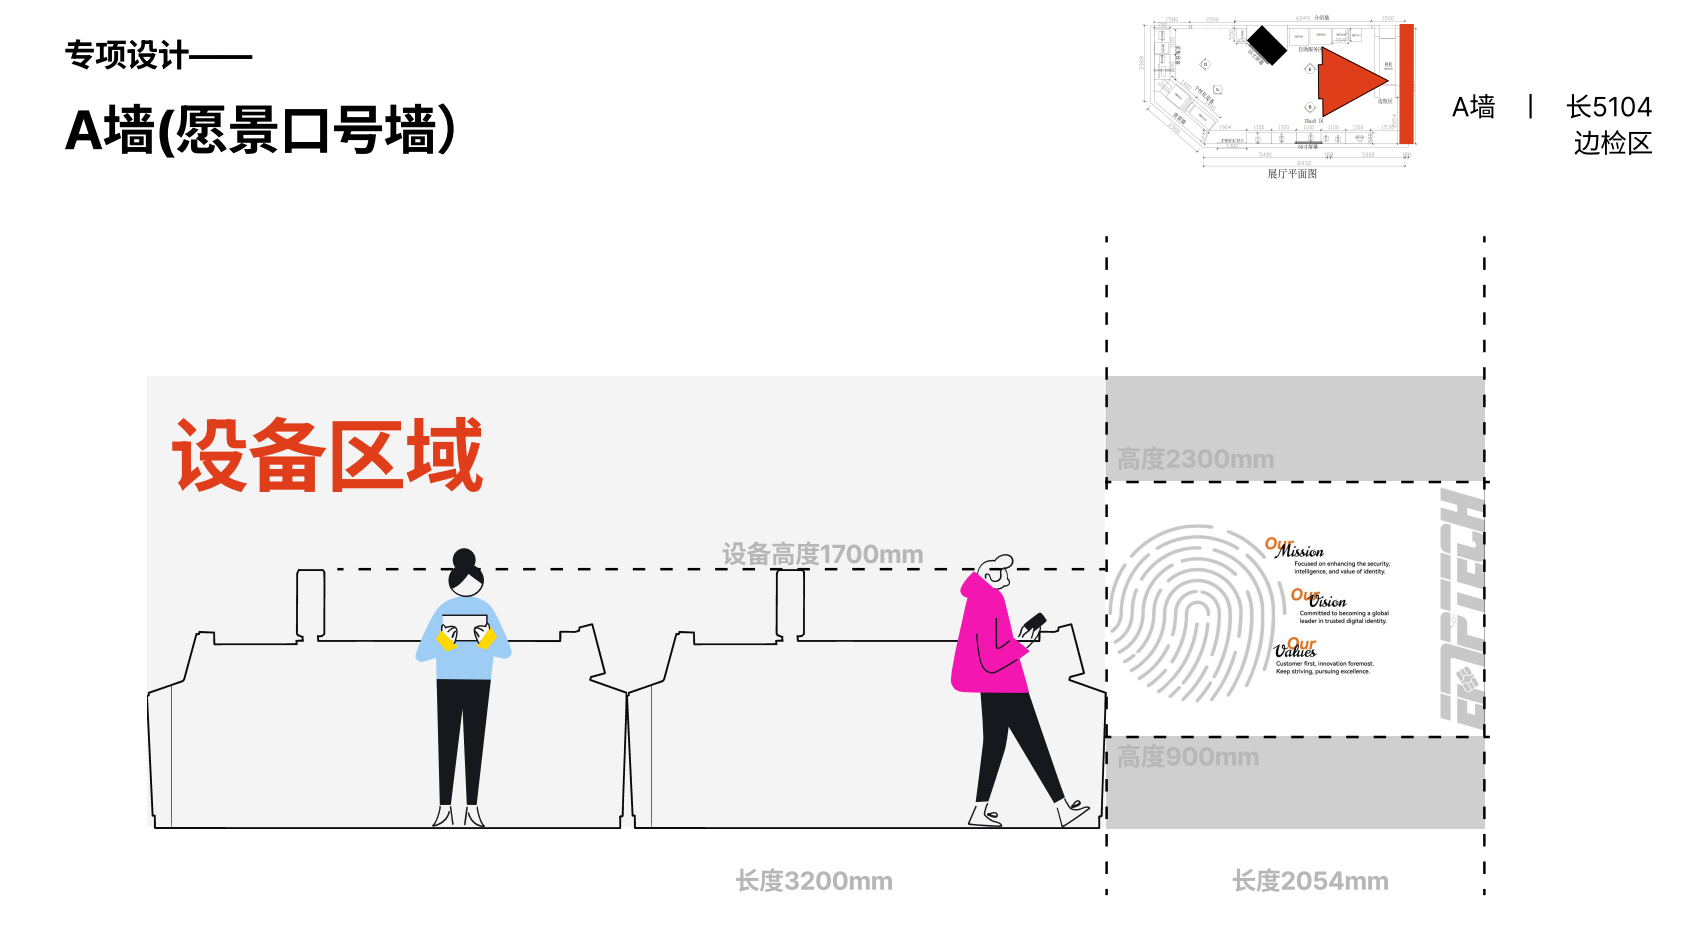 专项设计——
A墙(愿景口号墙）
A墙 | 长5104
边检区
展厅平面图
设备区域
设备高度1700mm
高度2300mm
Our
Mission
Focused on enhancing the security,
intelligence, and value of identity.
Our
Vision
Committed to becoming a global
leader in trusted digital identity.
Our
Values
Customer first, innovation foremost.
Keep striving, pursuing excellence.
高度900mm
长度3200mm
长度2054mm